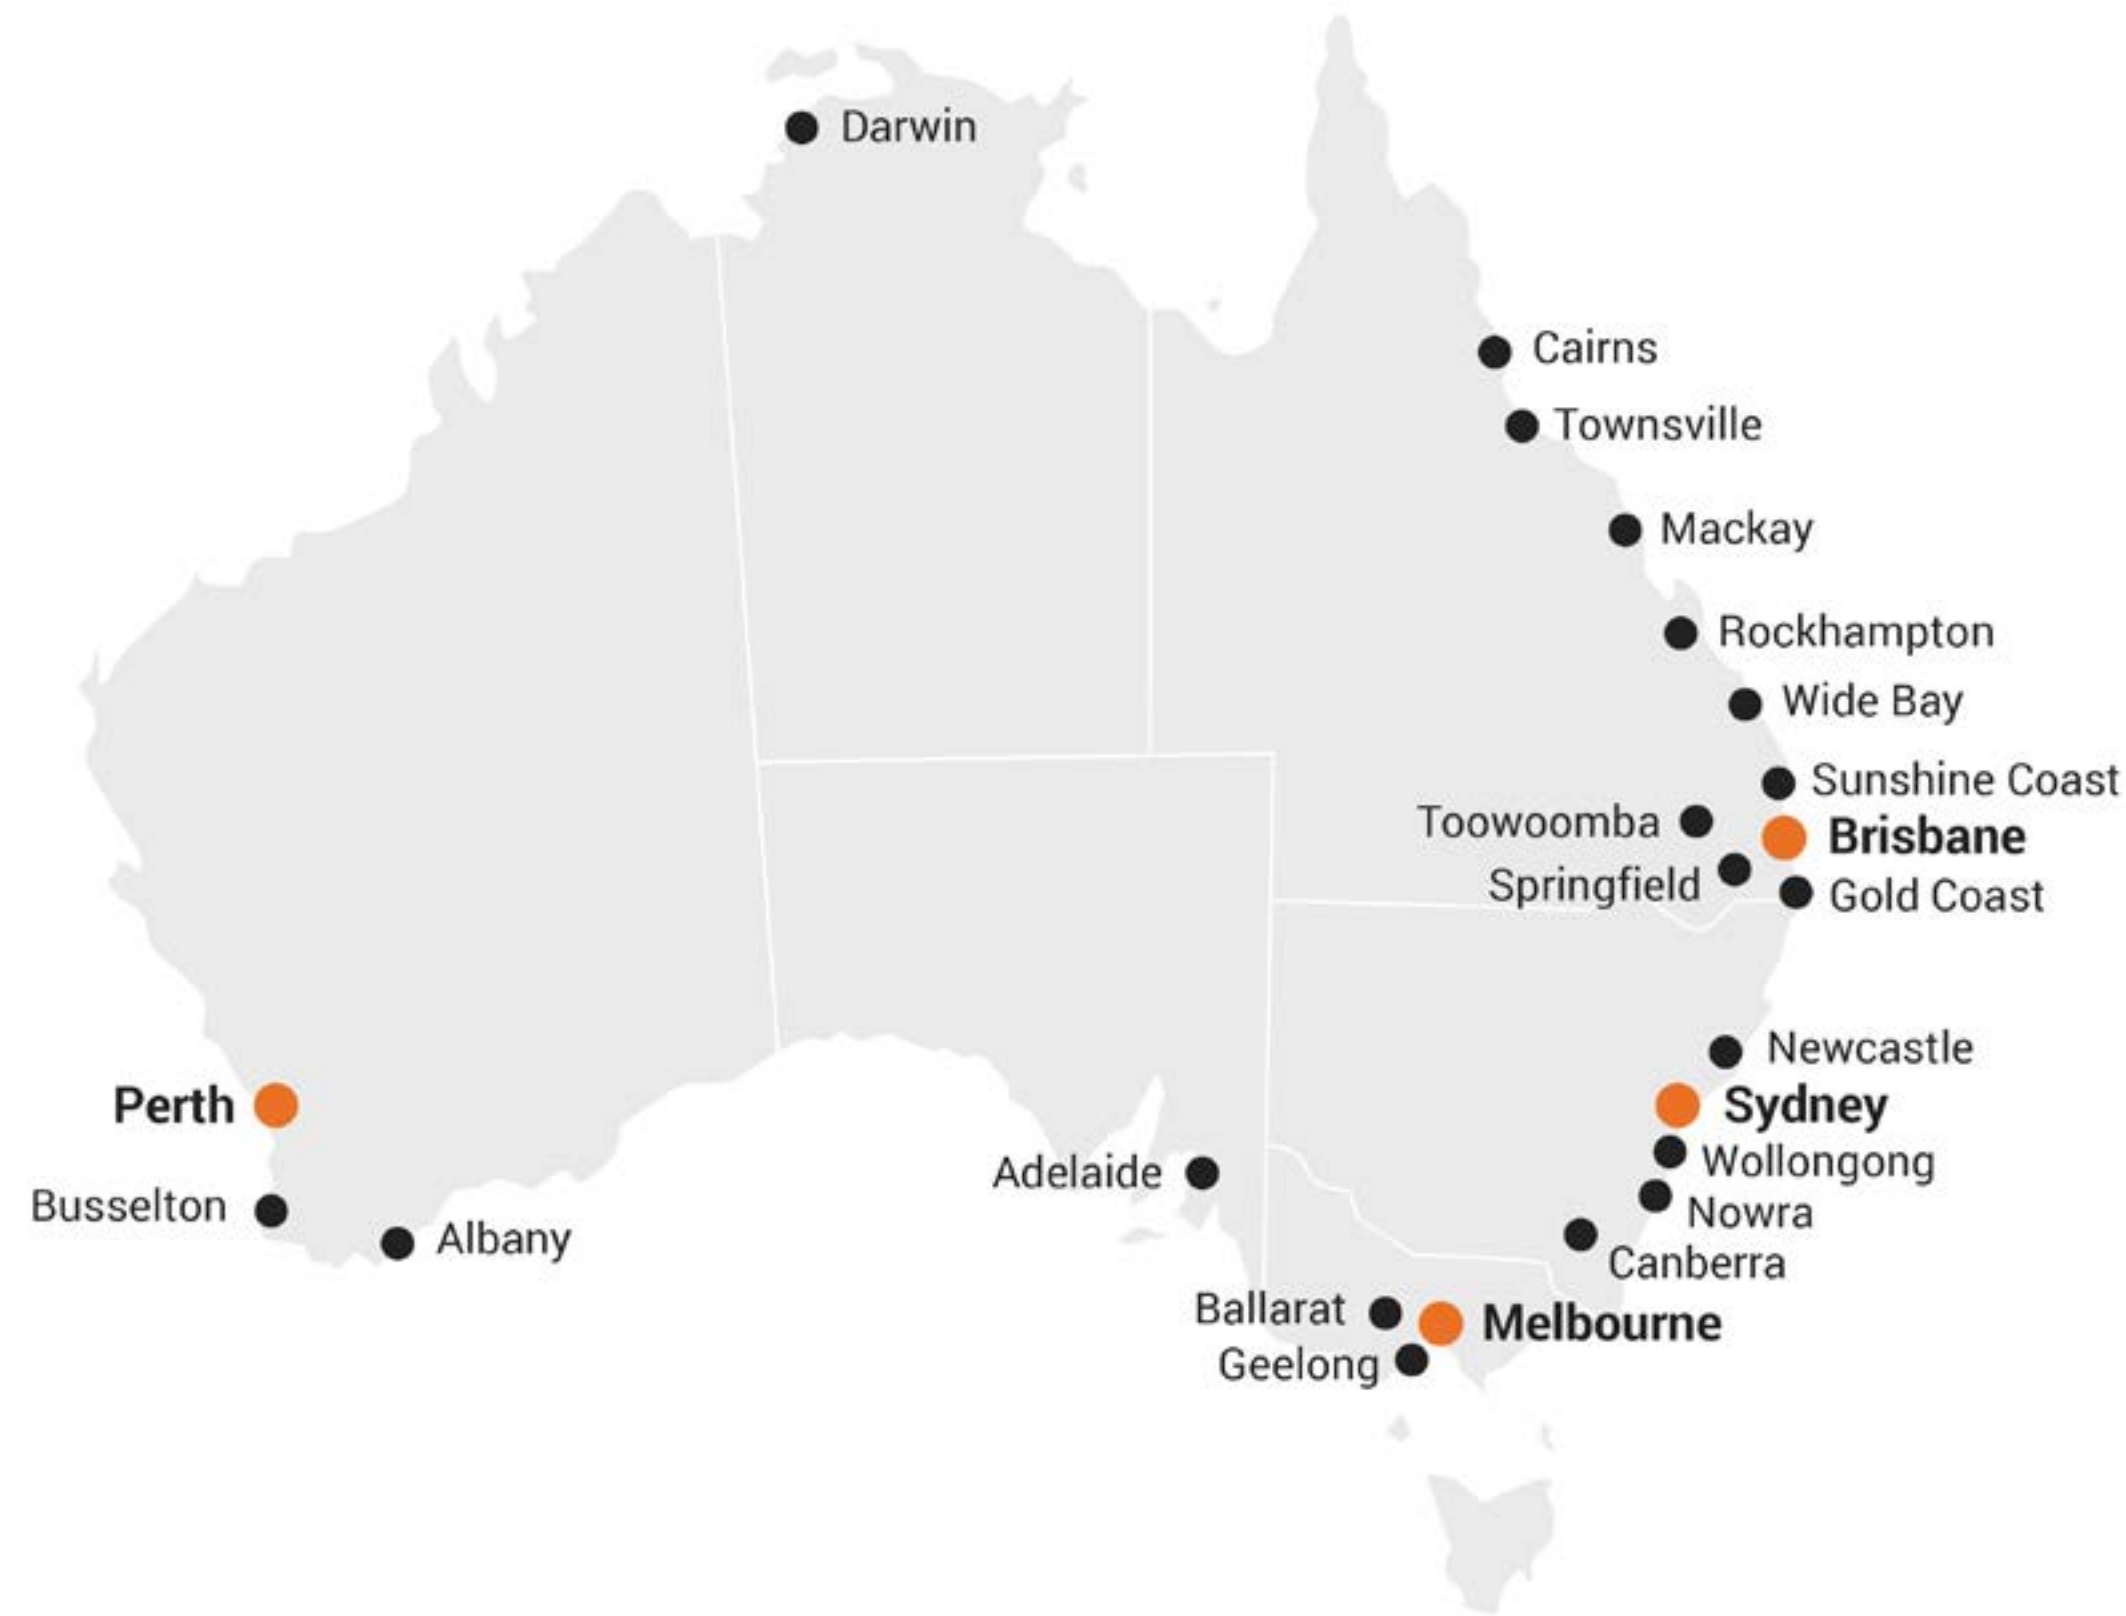 Darwin
Cairns
Townsville
Mackay
Rockhampton
Wide Bay
Sunshine Coast
Toowoomba
Brisbane
Springfield
Gold Coast
Newcastle
Perth
Sydney
Wollongong
Adelaide
Busselton
Nowra
Albany
Canberra
Ballarat
Melbourne
Geelong